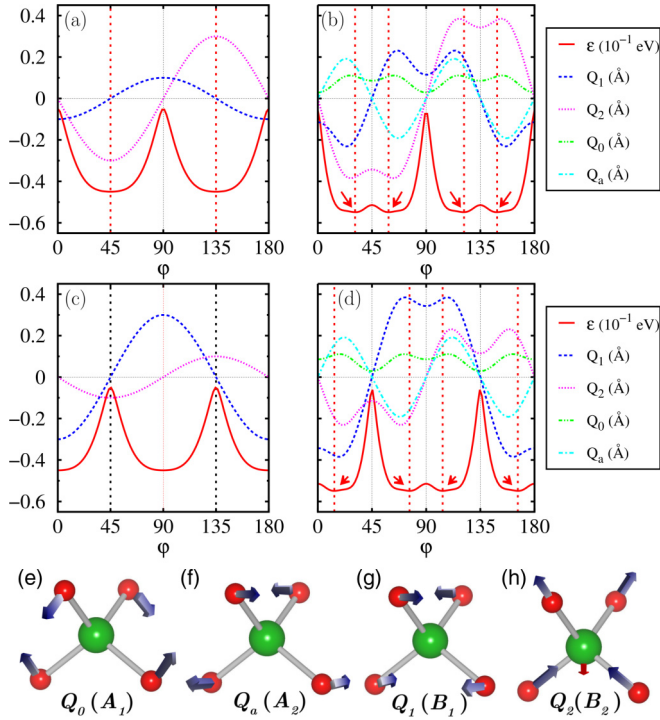 (a)
(b)
0.4
0.2
0
−0.2
−0.4
−0.6
0 45 90 135 180
φ
0 45 90 135 180
φ
ε (10⁻¹ eV)
Q₁ (Å)
Q₂ (Å)
Q₀ (Å)
Qₐ (Å)
(c)
(d)
0.4
0.2
0
−0.2
−0.4
−0.6
0 45 90 135 180
φ
0 45 90 135 180
φ
ε (10⁻¹ eV)
Q₁ (Å)
Q₂ (Å)
Q₀ (Å)
Qₐ (Å)
(e) (f) (g) (h)
Q₀(A₁) Qₐ(A₂) Q₁(B₁) Q₂(B₂)